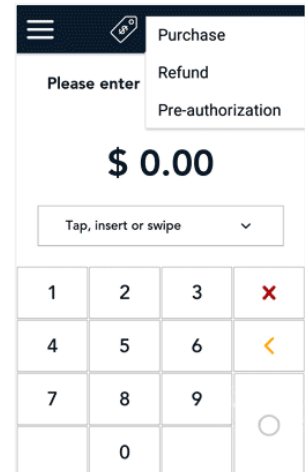 Purchase
Refund
Pre-authorization
Please enter
$ 0.00
Tap, insert or swipe
1 2 3
4 5 6
7 8 9
0